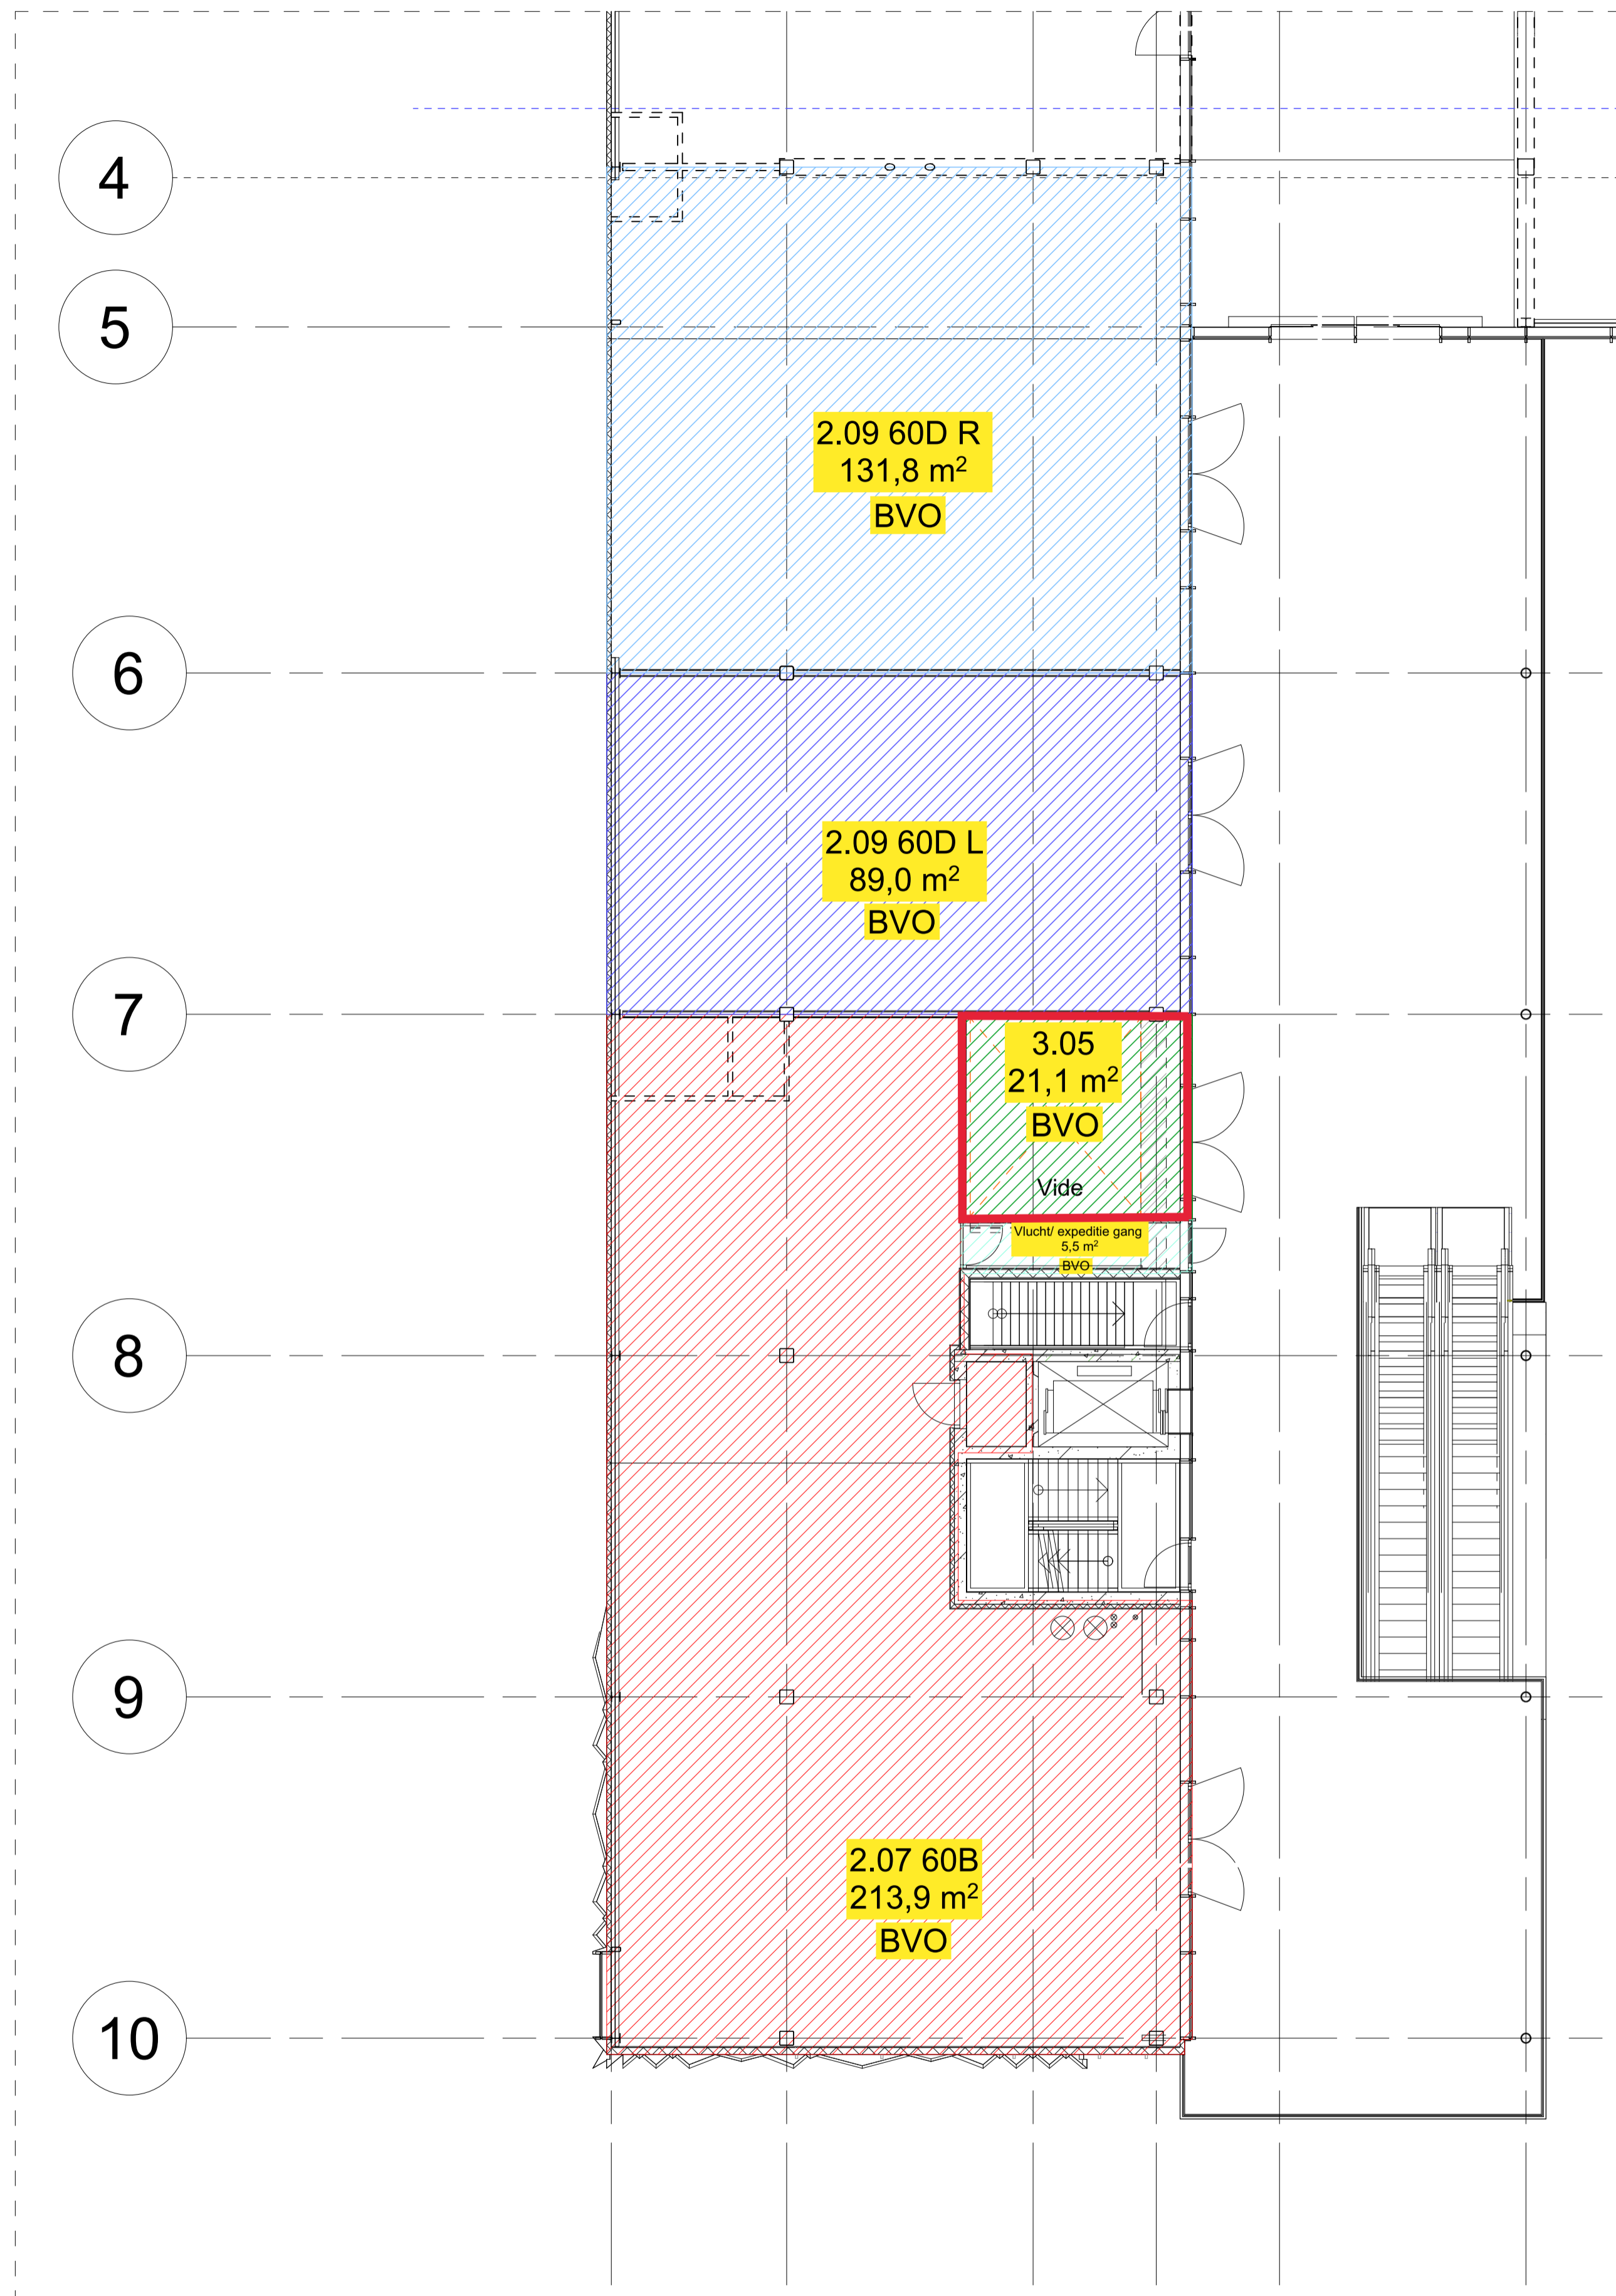 4
5
2.09 60D R
131,8 m²
BVO
6
2.09 60D L
89,0 m²
BVO
7
3.05
21,1 m²
BVO
Vide
Vlucht/ expeditie gang
5,5 m²
BVO
8
9
2.07 60B
213,9 m²
BVO
10